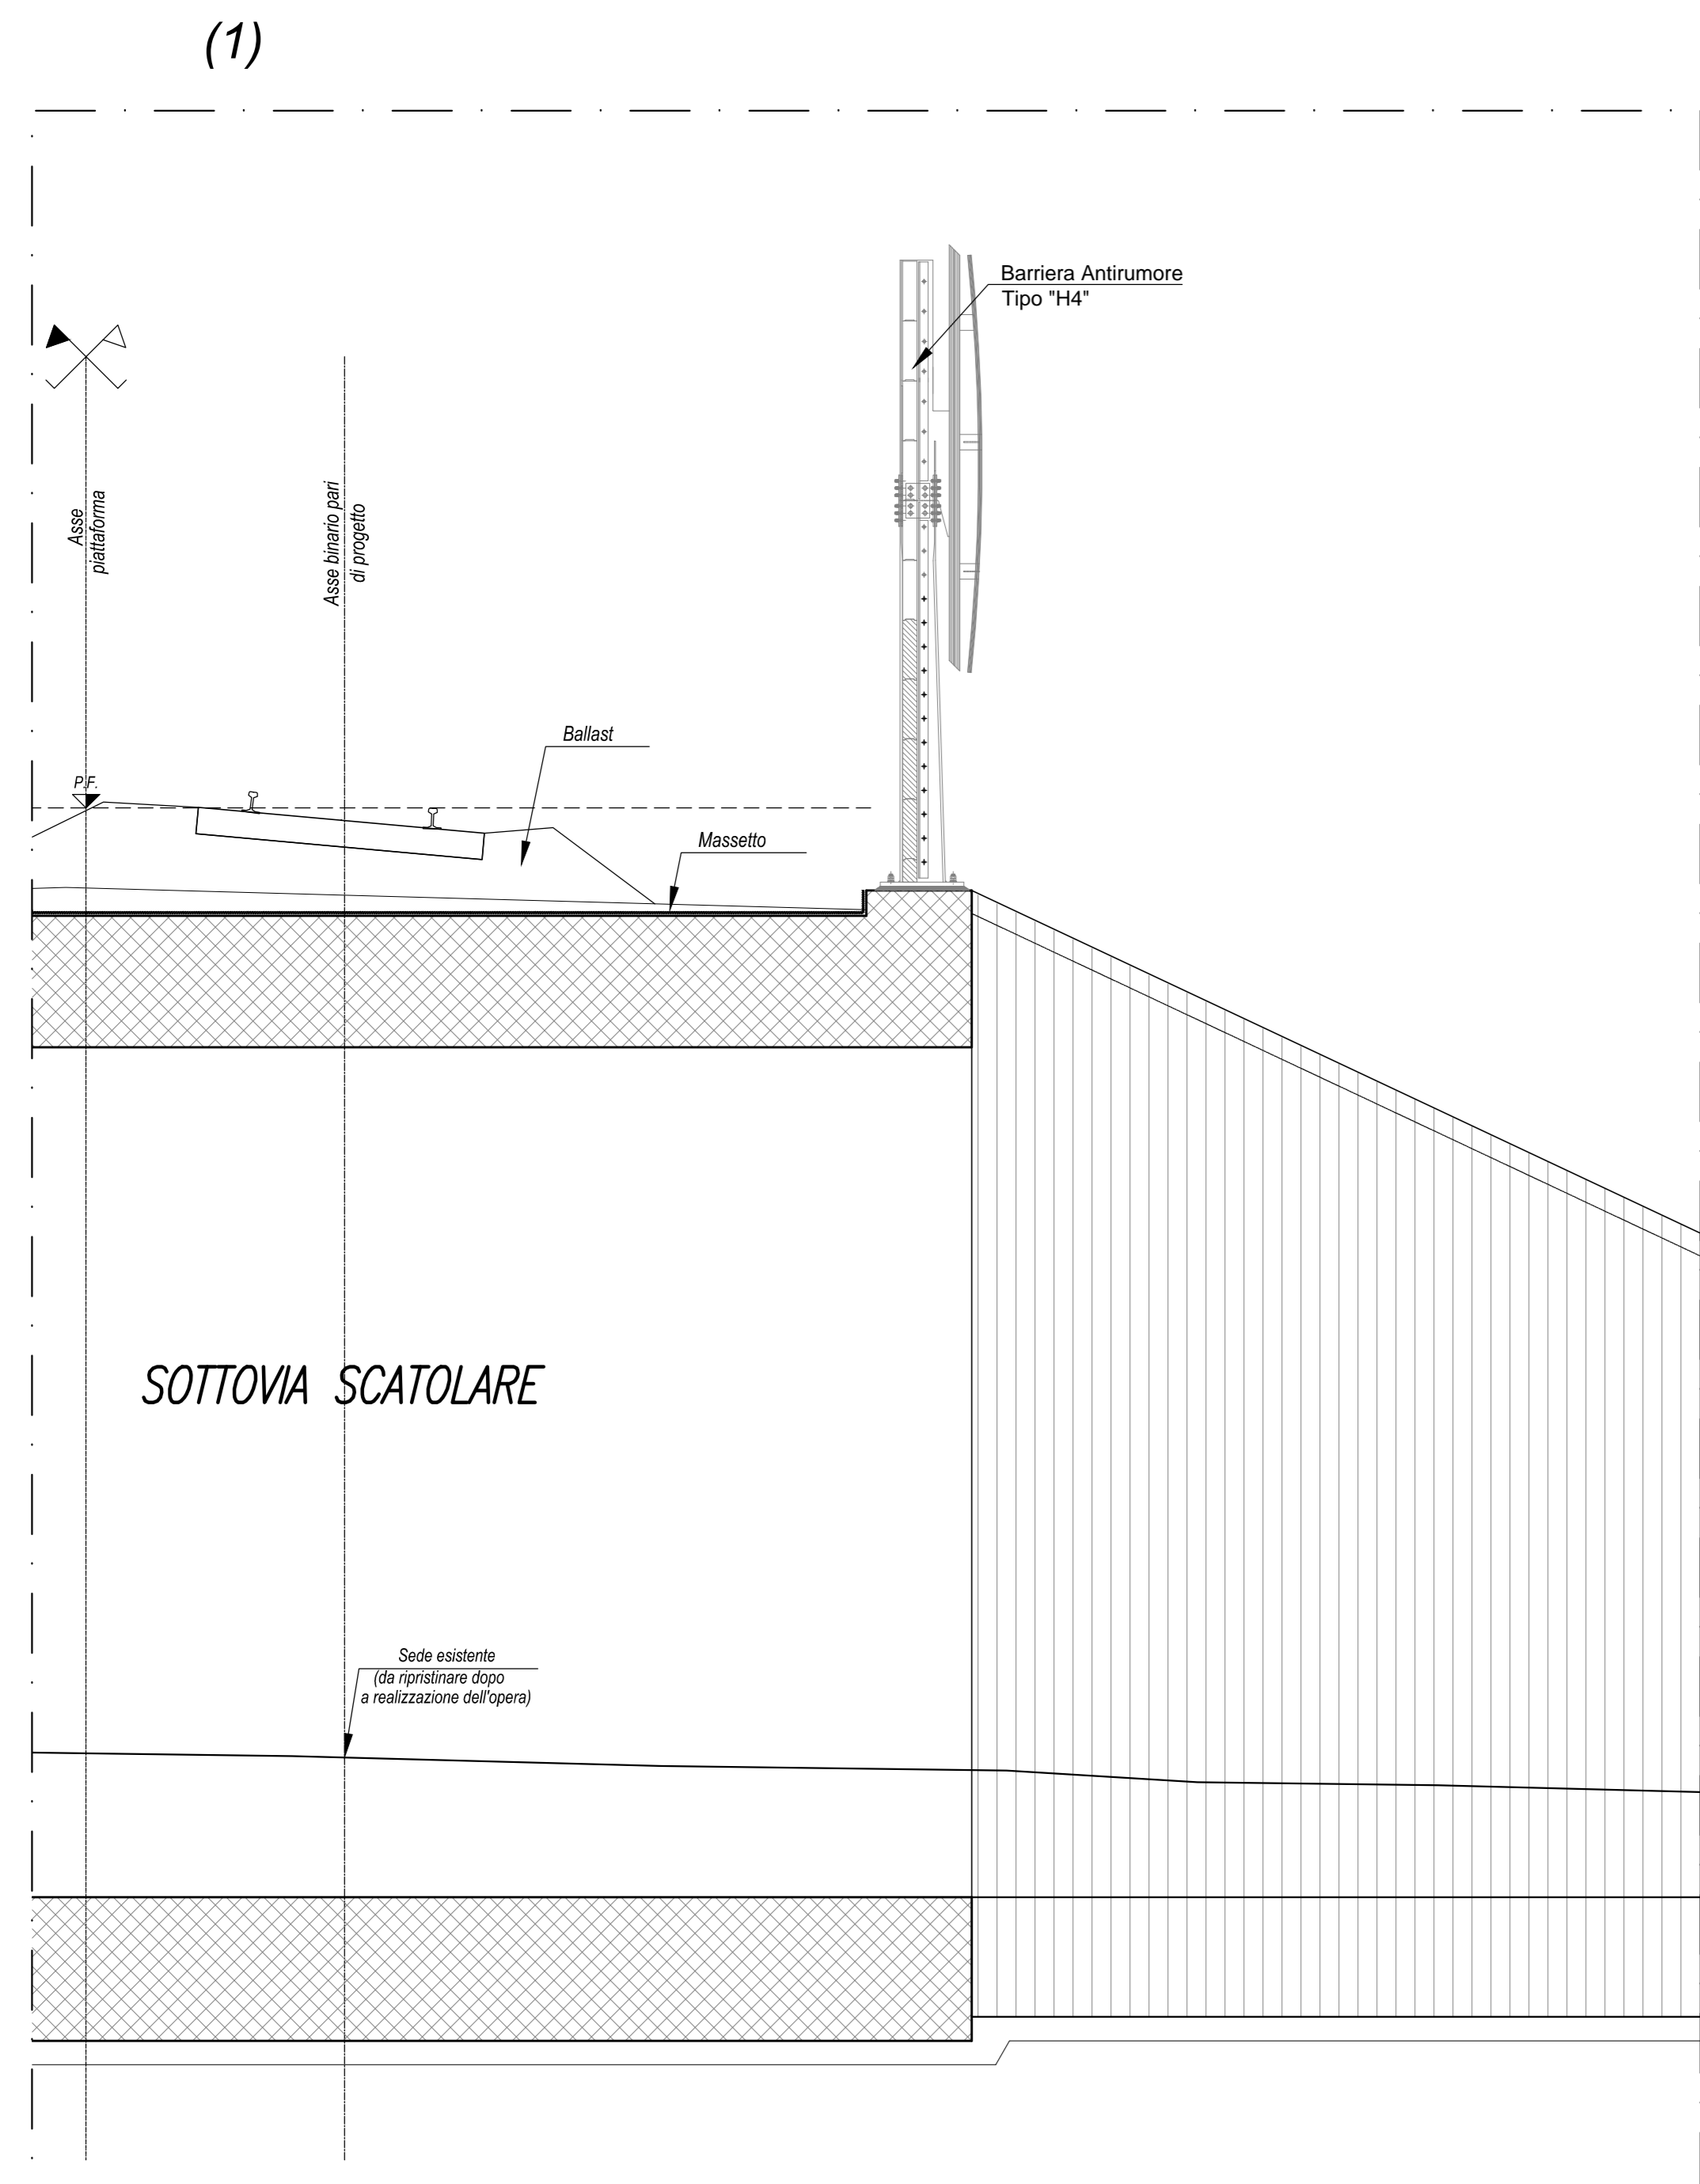 (1)
Barriera Antirumore
Tipo "H4"
Asse
piattaforma
Asse binario pari
di progetto
Ballast
P.F.
Massetto
SOTTOVIA SCATOLARE
Sede esistente
(da ripristinare dopo
a realizzazione dell'opera)